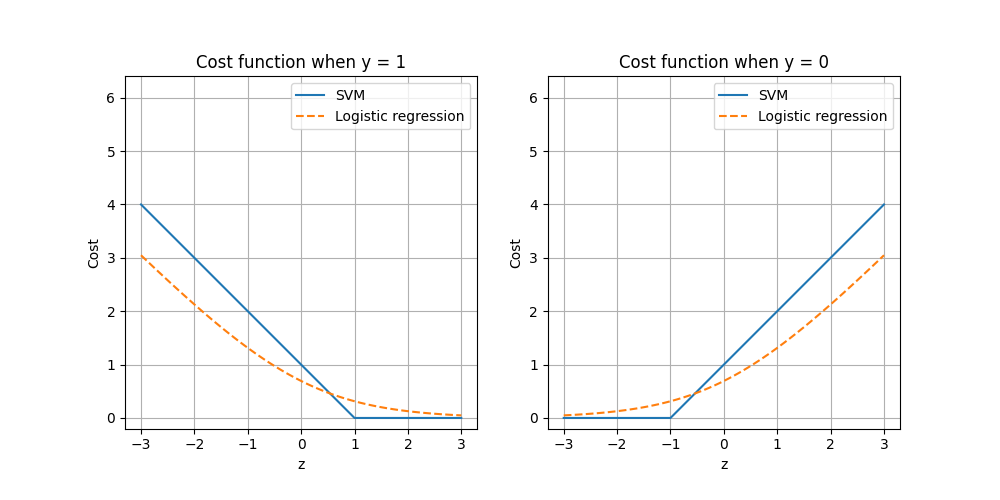 Cost function when y = 1
SVM
Logistic regression
6
5
4
3
2
1
0
Cost
−3 −2 −1 0 1 2 3
z
Cost function when y = 0
SVM
Logistic regression
6
5
4
3
2
1
0
Cost
−3 −2 −1 0 1 2 3
z